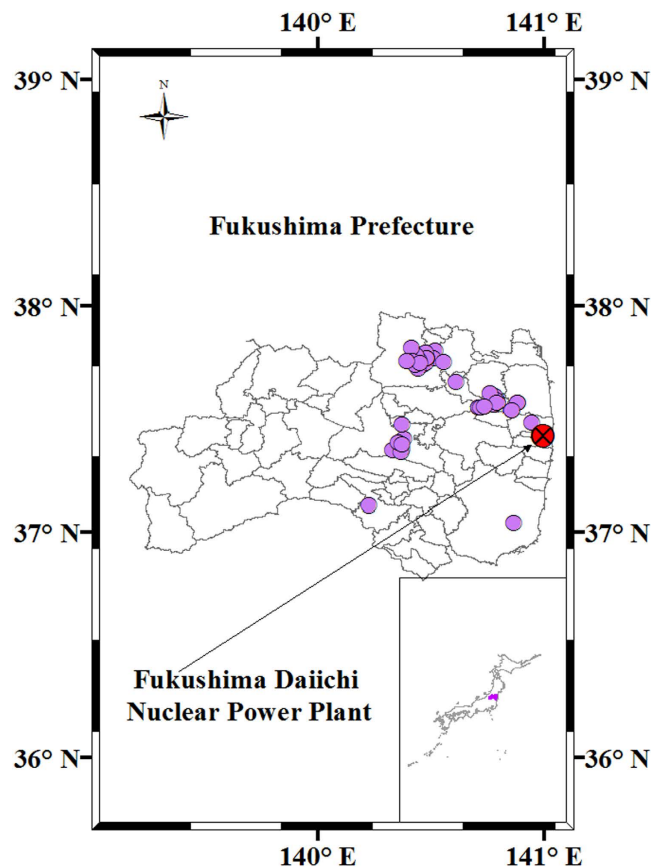 140° E 141° E
39° N 39° N
N
Fukushima Prefecture
38° N 38° N
37° N 37° N
Fukushima Daiichi
Nuclear Power Plant
36° N 36° N
140° E 141° E